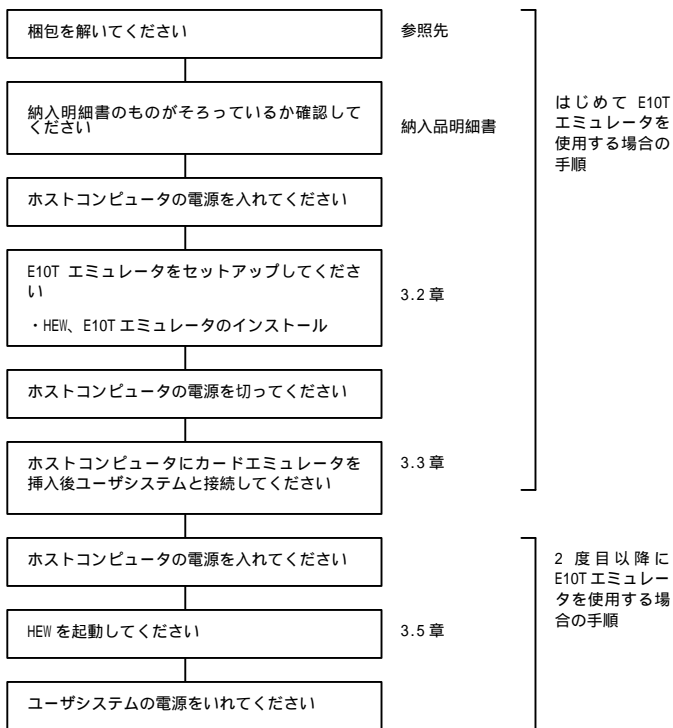 梱包を解いてください
参照先
納入明細書のものがそろっているか確認して
ください
納入品明細書
はじめて E10T
エミュレータを
使用する場合の
手順
ホストコンピュータの電源を入れてください
E10T エミュレータをセットアップしてくださ
い
・HEW、E10T エミュレータのインストール
3.2 章
ホストコンピュータの電源を切ってください
ホストコンピュータにカードエミュレータを
挿入後ユーザシステムと接続してください
3.3 章
ホストコンピュータの電源を入れてください
2 度目以降に
E10T エミュレー
タを使用する場
合の手順
HEW を起動してください
3.5 章
ユーザシステムの電源をいれてください